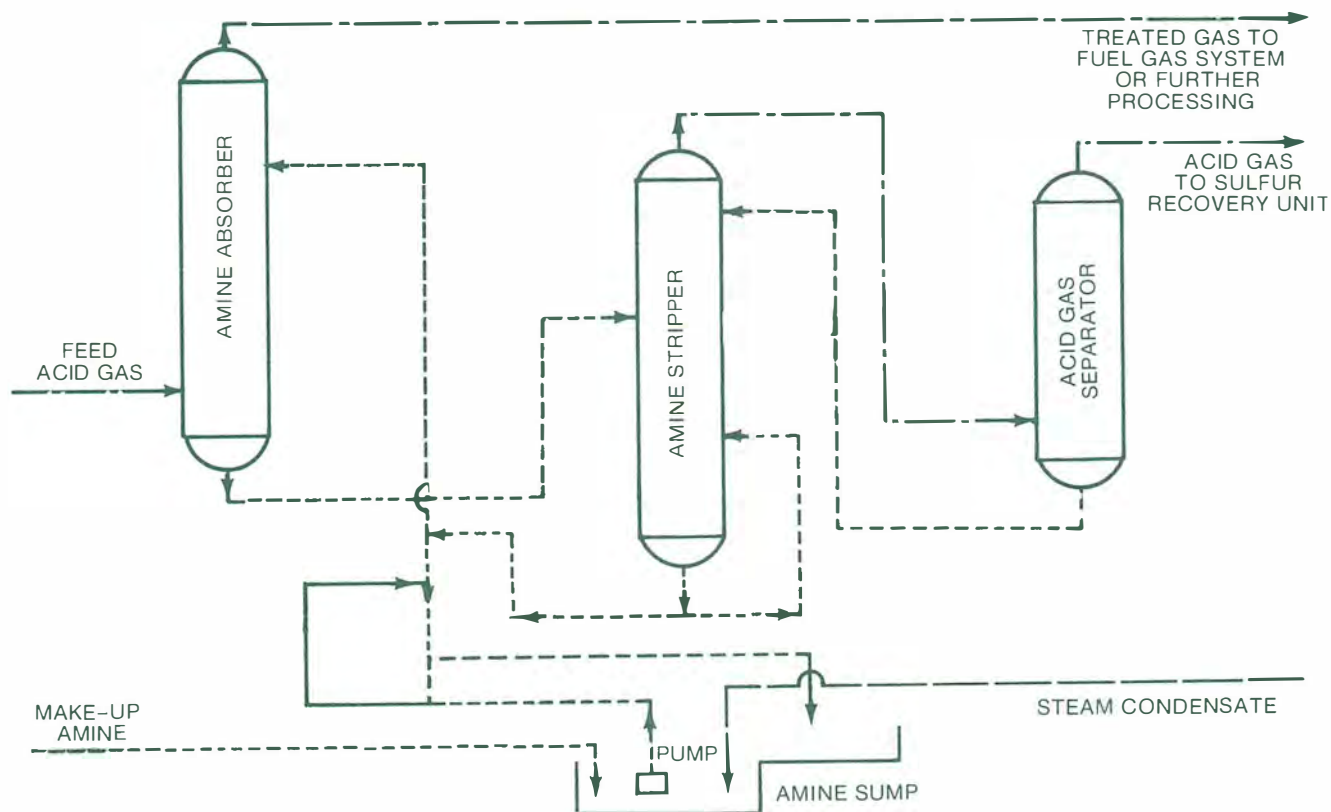 TREATED GAS TO
FUEL GAS SYSTEM
OR FURTHER
PROCESSING
ACID GAS
TO SULFUR
RECOVERY UNIT
AMINE ABSORBER
AMINE STRIPPER
ACID GAS
SEPARATOR
FEED
ACID GAS
MAKE-UP
AMINE
PUMP
STEAM CONDENSATE
AMINE SUMP